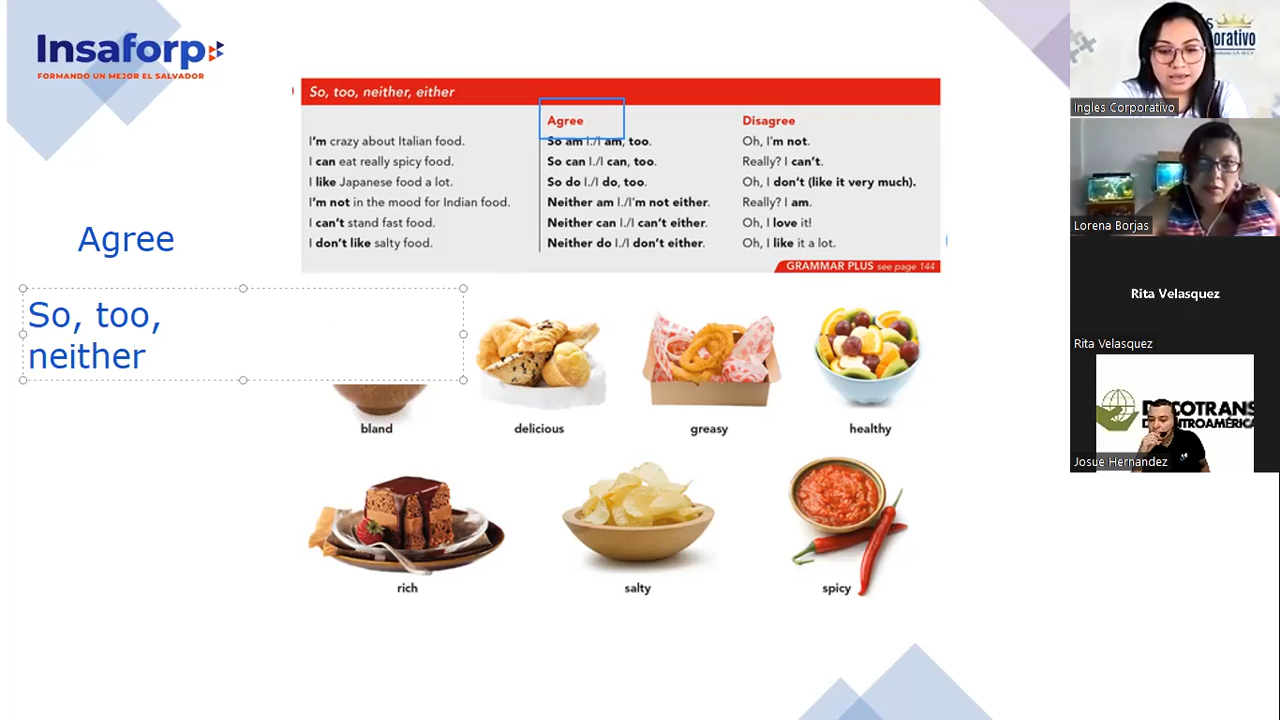 Insaforp
FORMANDO UN MEJOR EL SALVADOR
So, too, neither, either
Agree
Disagree
I'm crazy about Italian food.
So am I./I am, too.
Oh, I'm not.
I can eat really spicy food.
So can I./I can, too.
Really? I can't.
I like Japanese food a lot.
So do I./I do, too.
Oh, I don't (like it very much).
I'm not in the mood for Indian food.
Neither am I./I'm not either.
Really? I am.
I can't stand fast food.
Neither can I./I can't either.
Oh, I love it!
I don't like salty food.
Neither do I./I don't either.
Oh, I like it a lot.
GRAMMAR PLUS see page 144
Agree
So, too,
neither
bland
delicious
greasy
healthy
rich
salty
spicy
Ingles Corporativo
Lorena Borjas
Rita Velasquez
Rita Velasquez
Josue Hernandez